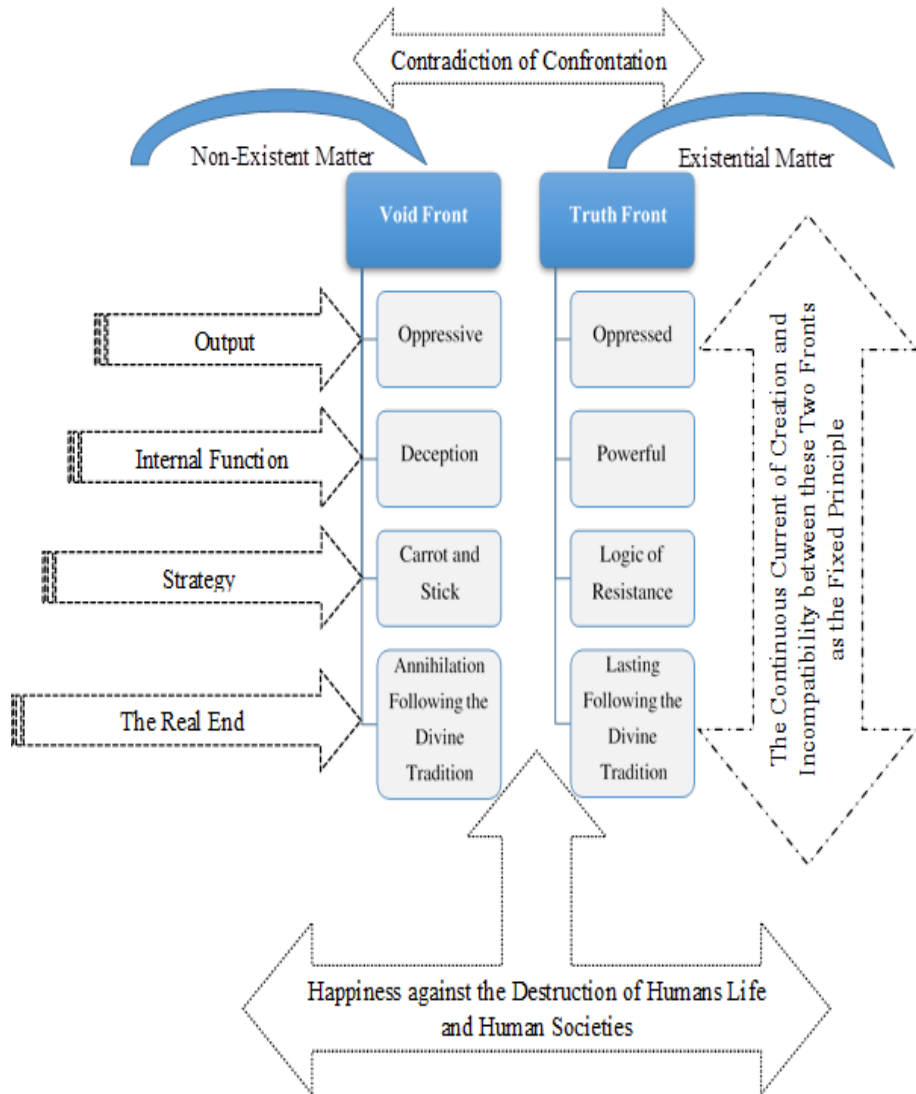 Contradiction of Confrontation
Non-Existent Matter
Existential Matter
Void Front
Truth Front
Output
Oppressive
Oppressed
Internal Function
Deception
Powerful
Strategy
Carrot and
Stick
Logic of
Resistance
The Real End
Annihilation
Following the
Divine
Tradition
Lasting
Following the
Divine
Tradition
The Continuous Current of Creation and
Incompatibility between these Two Fronts
as the Fixed Principle
Happiness against the Destruction of Humans Life
and Human Societies